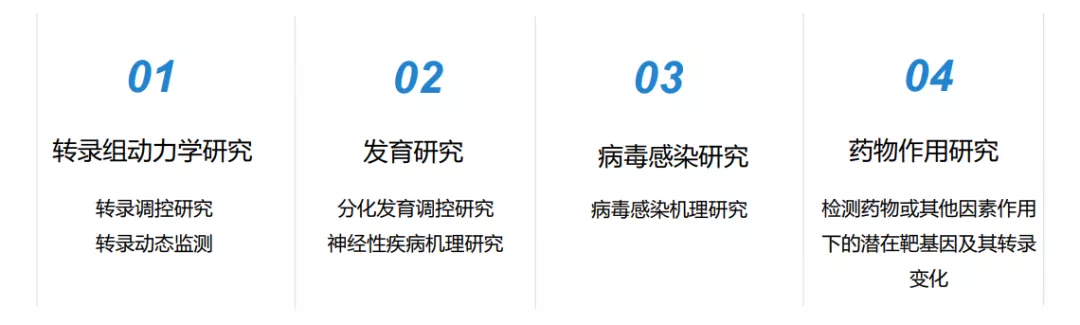 01
转录组动力学研究
转录调控研究
转录动态监测
02
发育研究
分化发育调控研究
神经性疾病机理研究
03
病毒感染研究
病毒感染机理研究
04
药物作用研究
检测药物或其他因素作用
下的潜在靶基因及其转录
变化